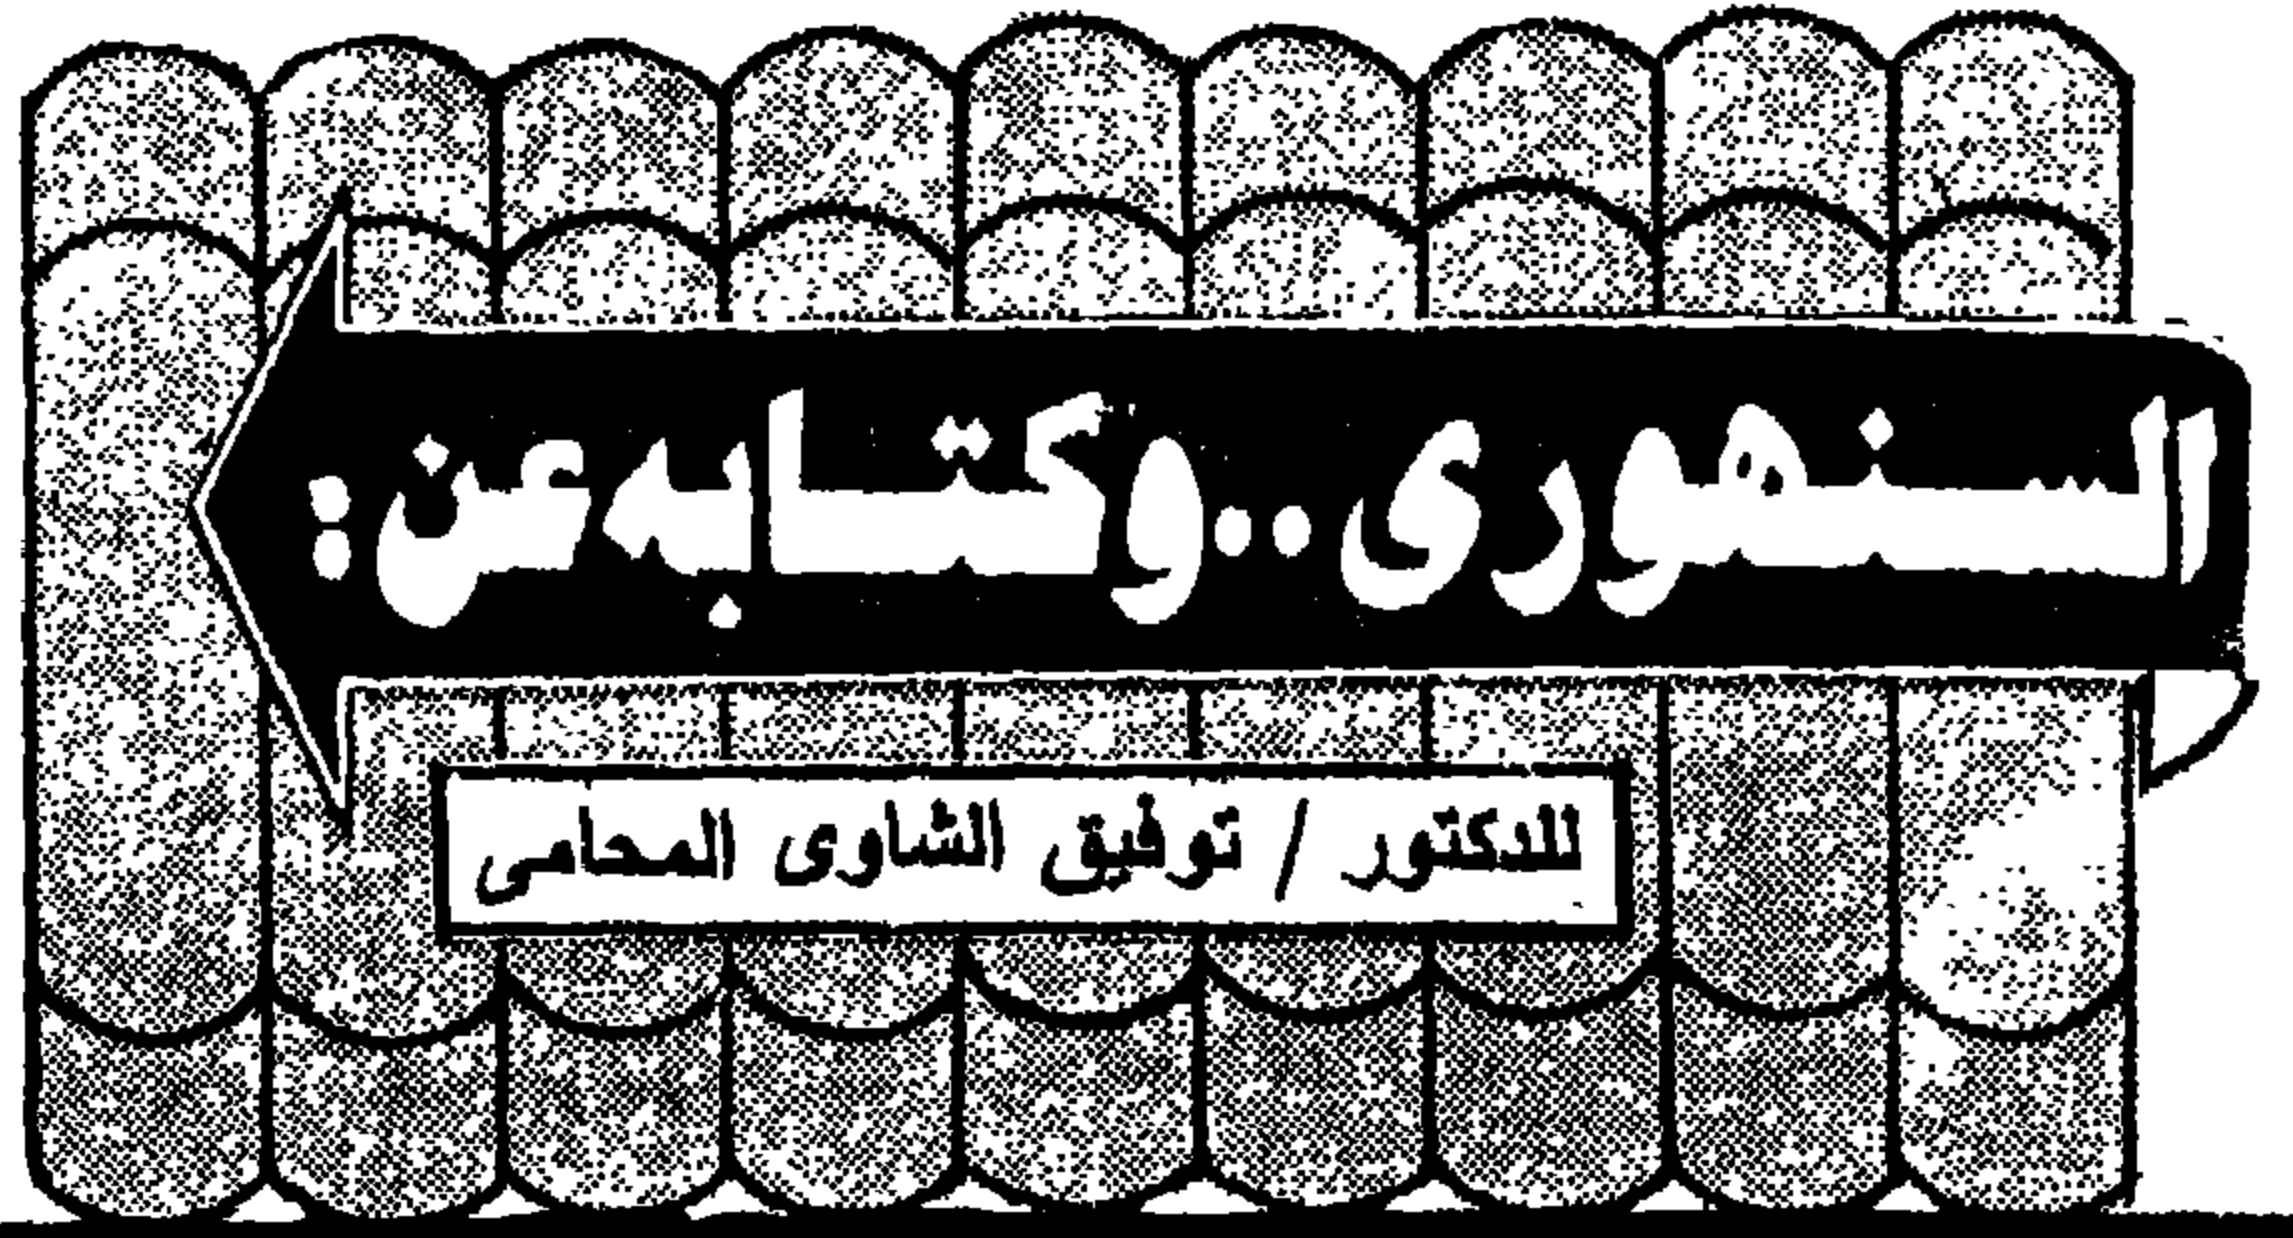 السنهورى..وكتابه عن:
للدكتور / توفيق الشاوى المحامى